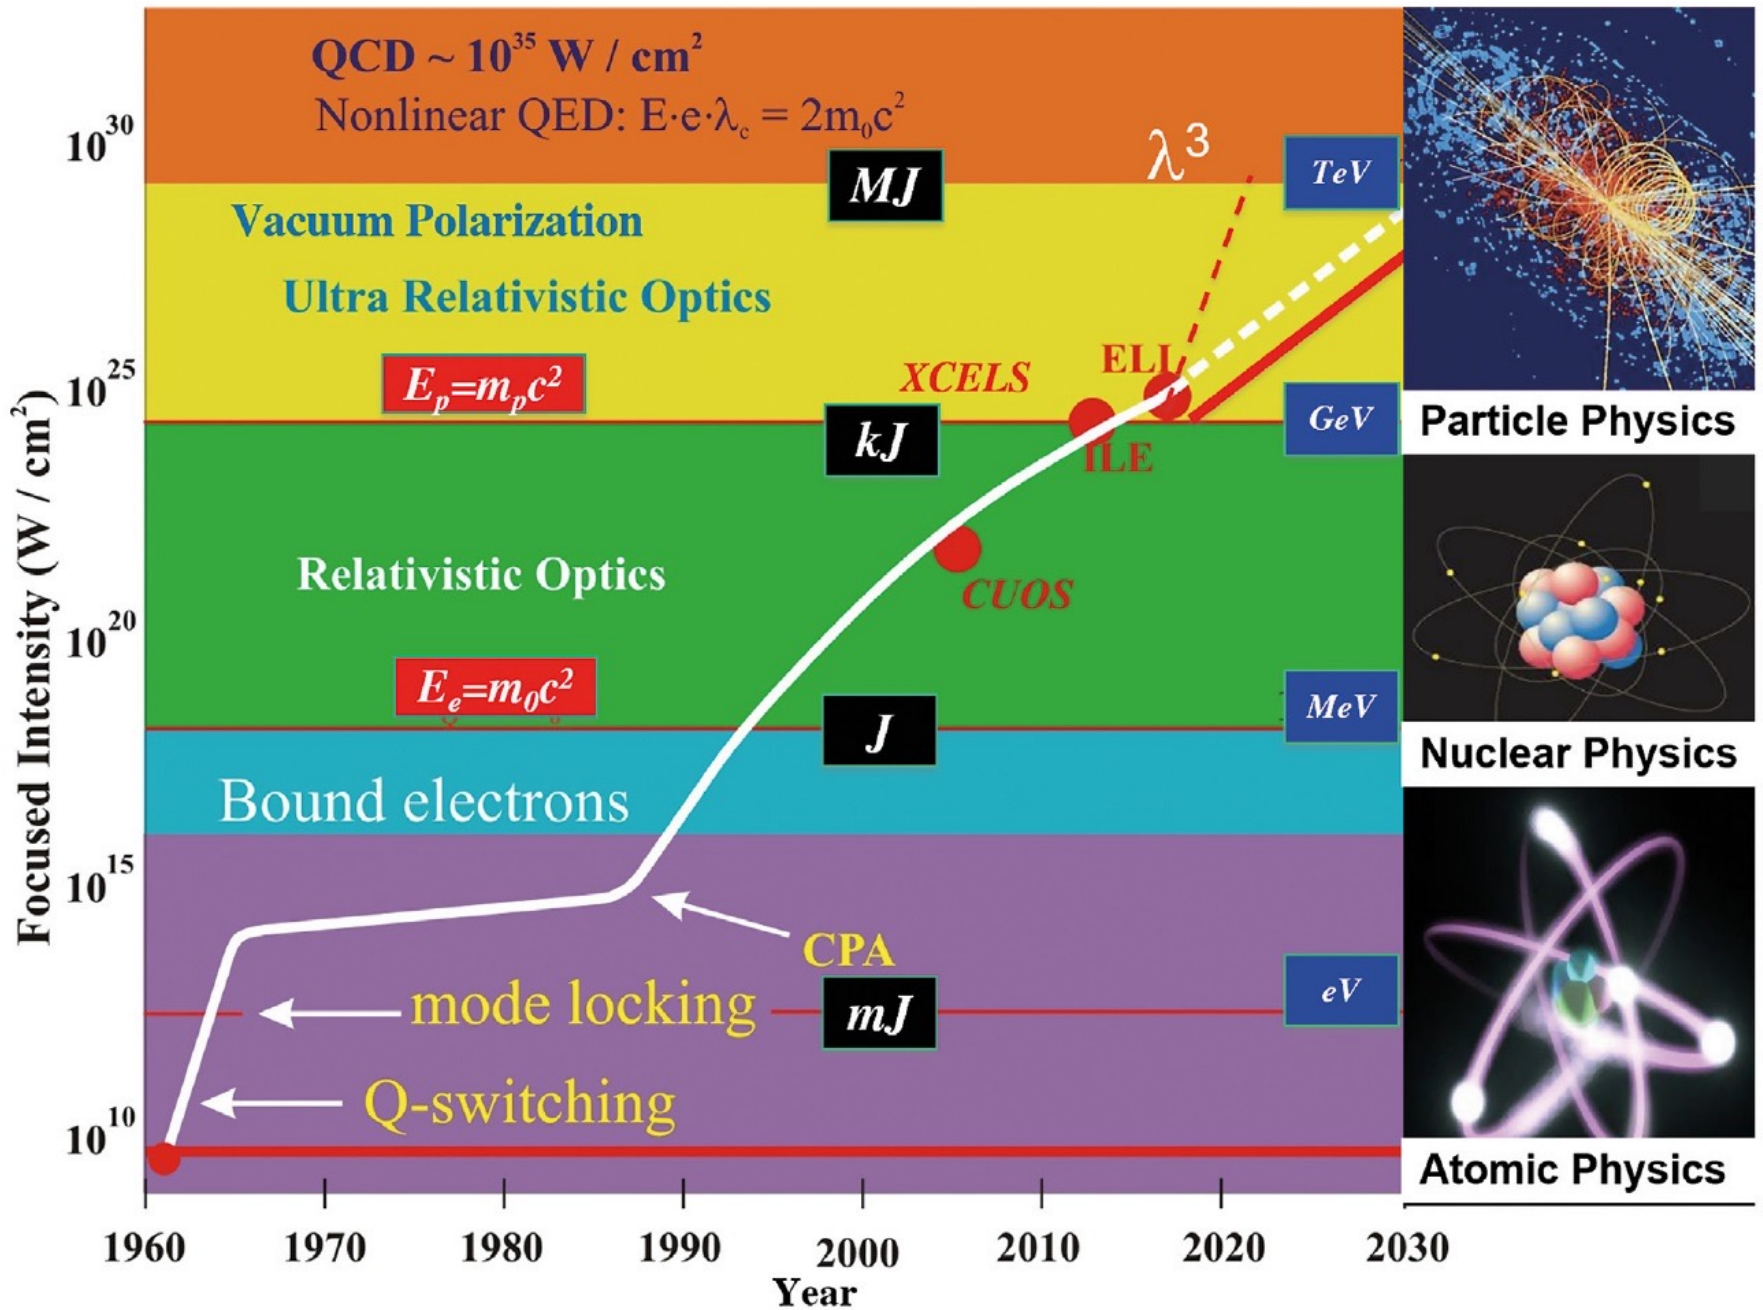 QCD ~ 10³⁵ W / cm²
Nonlinear QED: E·e·λc = 2m₀c²
10³⁰
λ³
MJ
TeV
Vacuum Polarization
Ultra Relativistic Optics
Ep=mpc²
XCELS
ELI
10²⁵
kJ
GeV
ILE
Particle Physics
Relativistic Optics
CUOS
10²⁰
Ee=m₀c²
J
MeV
Nuclear Physics
Bound electrons
10¹⁵
CPA
mode locking
mJ
eV
Q-switching
10¹⁰
Atomic Physics
Focused Intensity (W / cm²)
1960 1970 1980 1990 2000 2010 2020 2030
Year